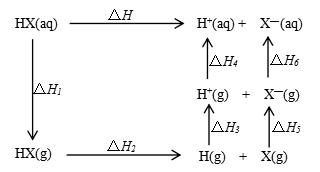 HX(aq) △H H⁺(aq) + X⁻(aq)
△H₁ △H₄ △H₆
H⁺(g) + X⁻(g)
△H₂ △H₃ △H₅
HX(g) H(g) + X(g)